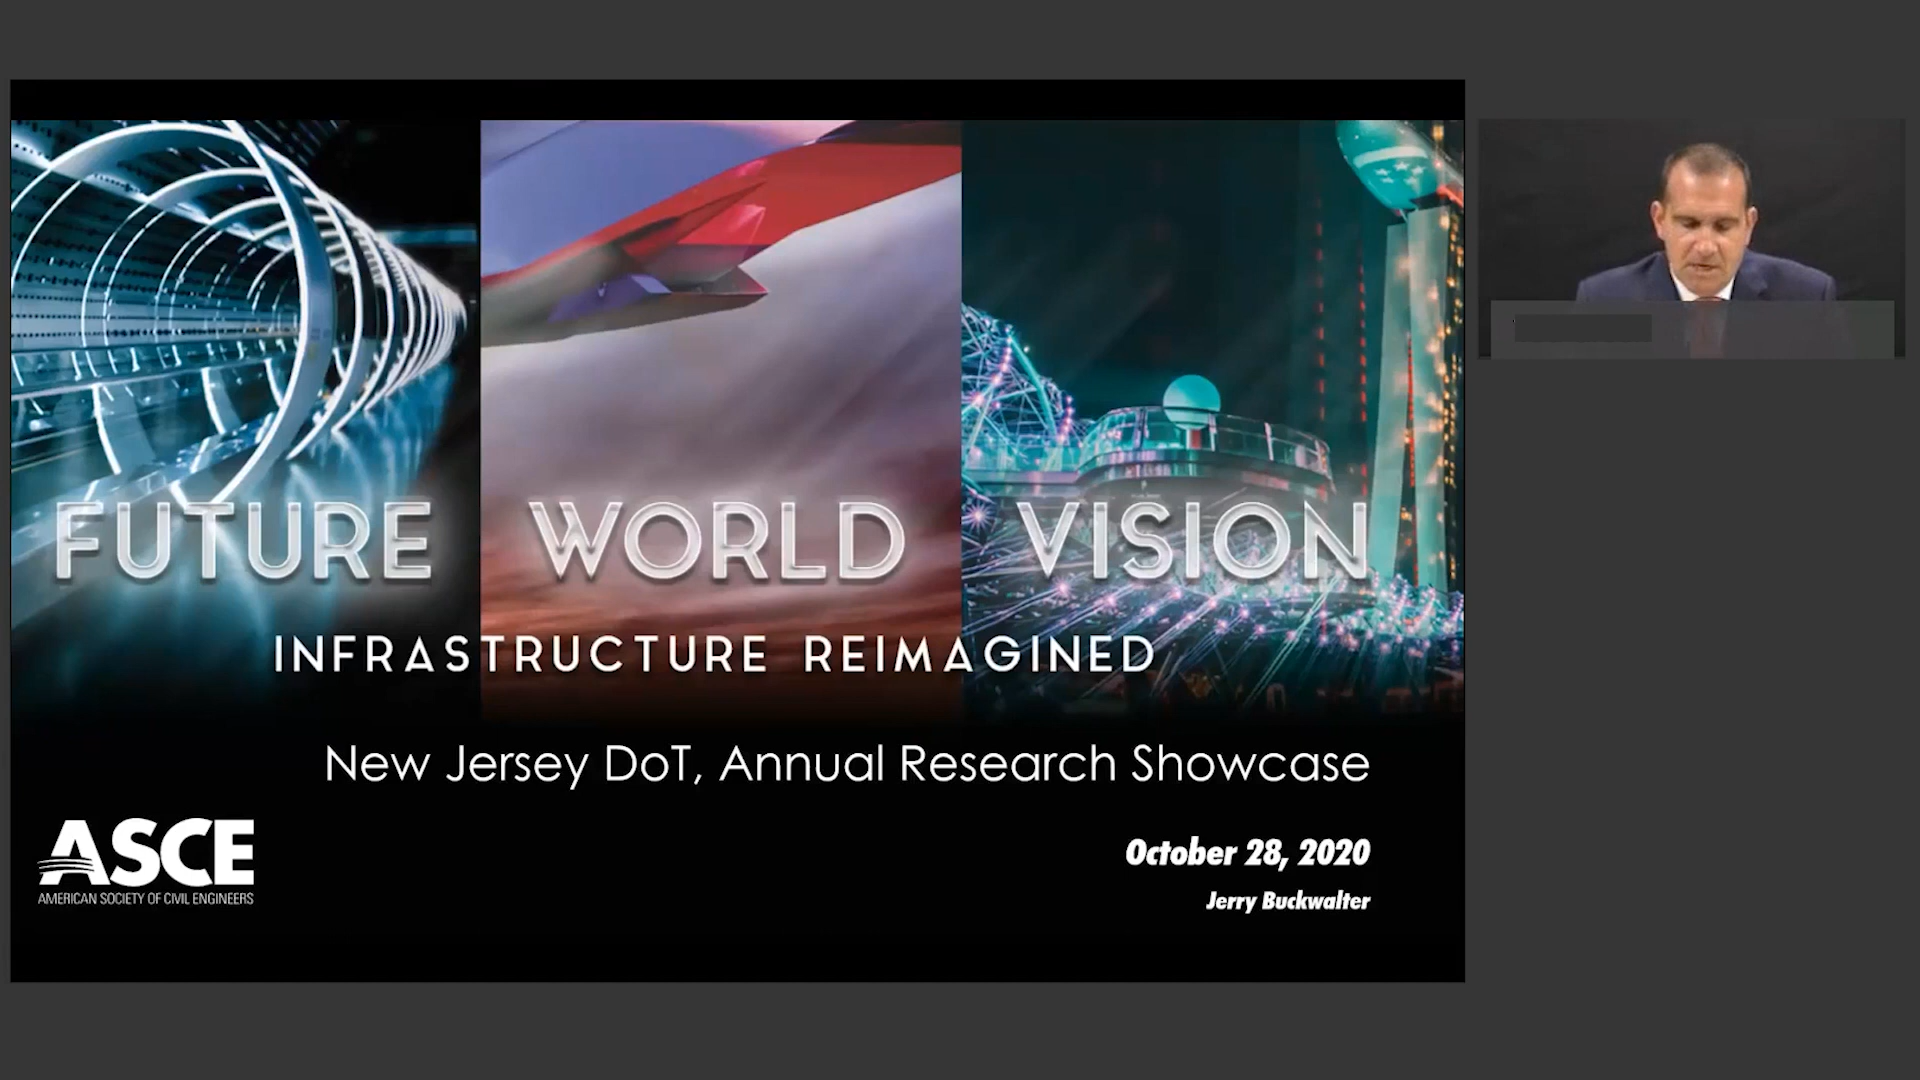 FUTURE WORLD VISION
INFRASTRUCTURE REIMAGINED
New Jersey DoT, Annual Research Showcase
October 28, 2020
Jerry Buckwalter
ASCE
AMERICAN SOCIETY OF CIVIL ENGINEERS